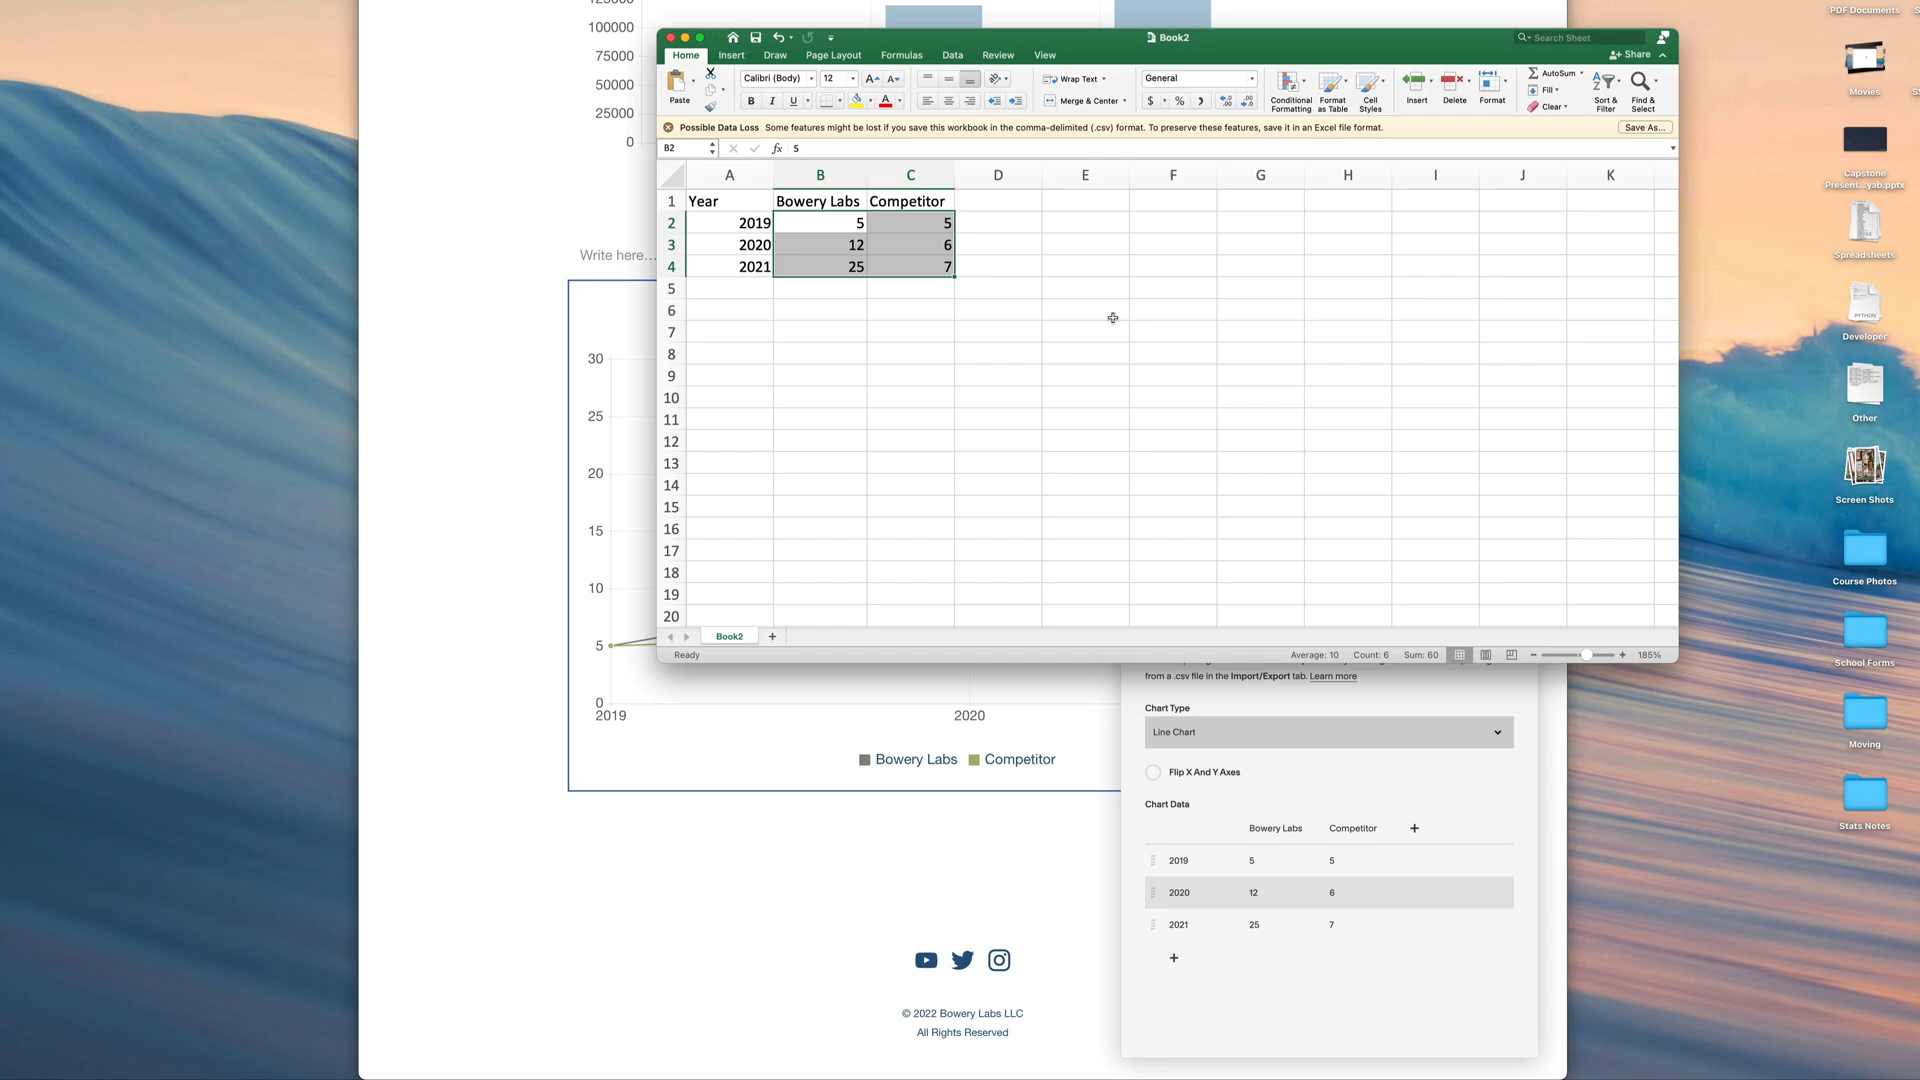 125000
100000
75000
50000
25000
0
Write here...
Book2
Search Sheet
Home Insert Draw Page Layout Formulas Data Review View
Share
Paste
Calibri (Body) 12
Wrap Text
Merge & Center
General
Conditional Formatting
Format as Table
Cell Styles
Insert
Delete
Format
AutoSum
Fill
Clear
Sort & Filter
Find & Select
Possible Data Loss Some features might be lost if you save this workbook in the comma-delimited (.csv) format. To preserve these features, save it in an Excel file format.
Save As...
B2 fx 5
A B C D E F G H I J K
1 Year Bowery Labs Competitor
2 2019 5 5
3 2020 12 6
4 2021 25 7
5
6
7
8
9
10
11
12
13
14
15
16
17
18
19
20
Book2
Ready
Average: 10 Count: 6 Sum: 60
185%
30
25
20
15
10
5
0
2019 2020
Bowery Labs Competitor
from a .csv file in the Import/Export tab. Learn more
Chart Type
Line Chart
Flip X And Y Axes
Chart Data
Bowery Labs Competitor +
2019 5 5
2020 12 6
2021 25 7
+
© 2022 Bowery Labs LLC
All Rights Reserved
PDF Documents
Movies
Capstone
Present...yab.pptx
Spreadsheets
PYTHON
Developer
Other
Screen Shots
Course Photos
School Forms
Moving
Stats Notes